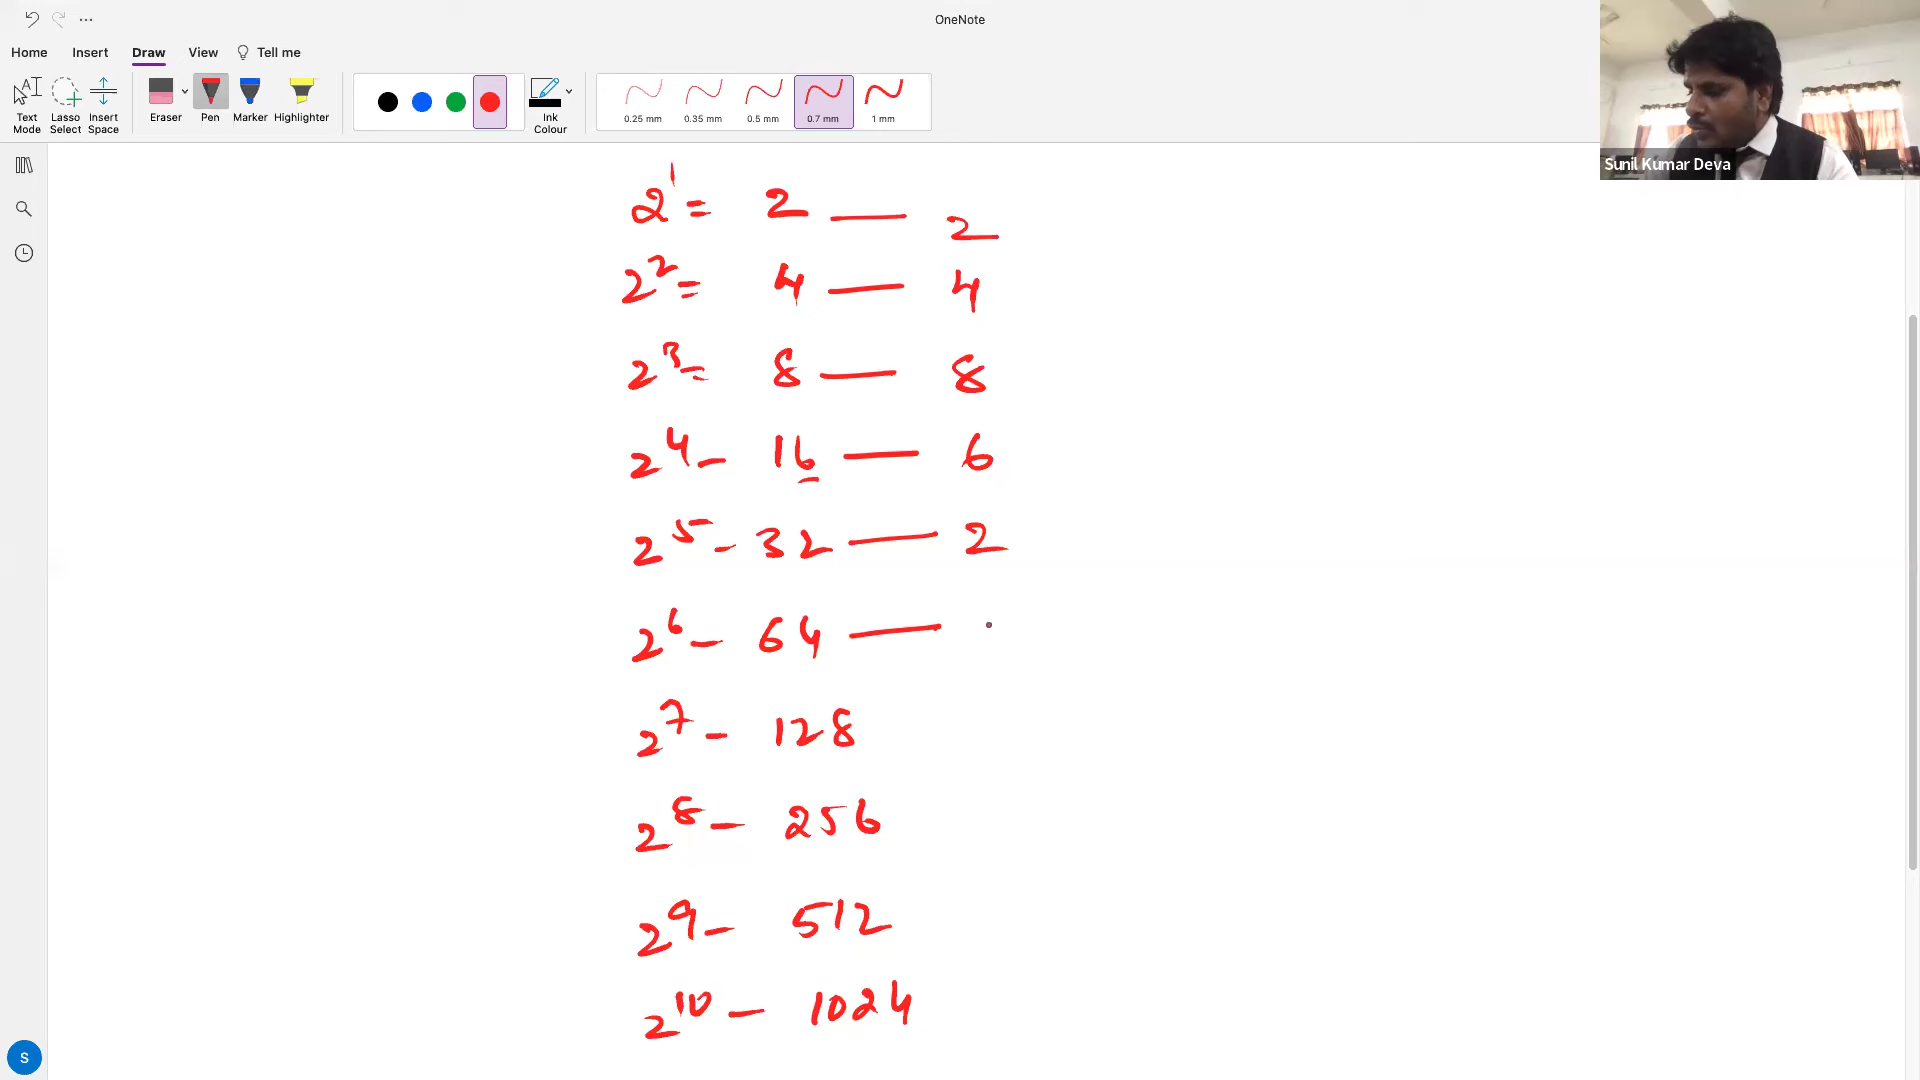 OneNote
Home Insert Draw View Tell me
Text Mode Lasso Select Insert Space Eraser Pen Marker Highlighter Ink Colour 0.25 mm 0.35 mm 0.5 mm 0.7 mm 1 mm
Sunil Kumar Deva
2¹ = 2 — 2
2² = 4 — 4
2³ = 8 — 8
2⁴ - 16 — 6
2⁵ - 32 — 2
2⁶ - 64 —
2⁷ - 128
2⁸ - 256
2⁹ - 512
2¹⁰ - 1024
S